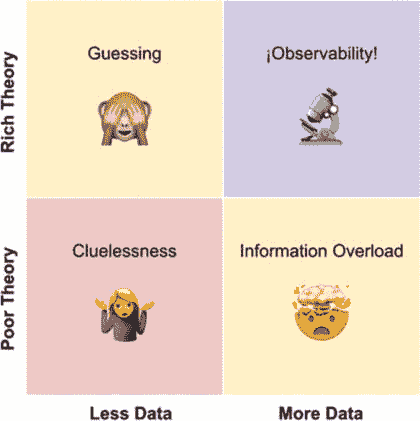 Rich Theory
Guessing
¡Observability!
Poor Theory
Cluelessness
Information Overload
Less Data
More Data